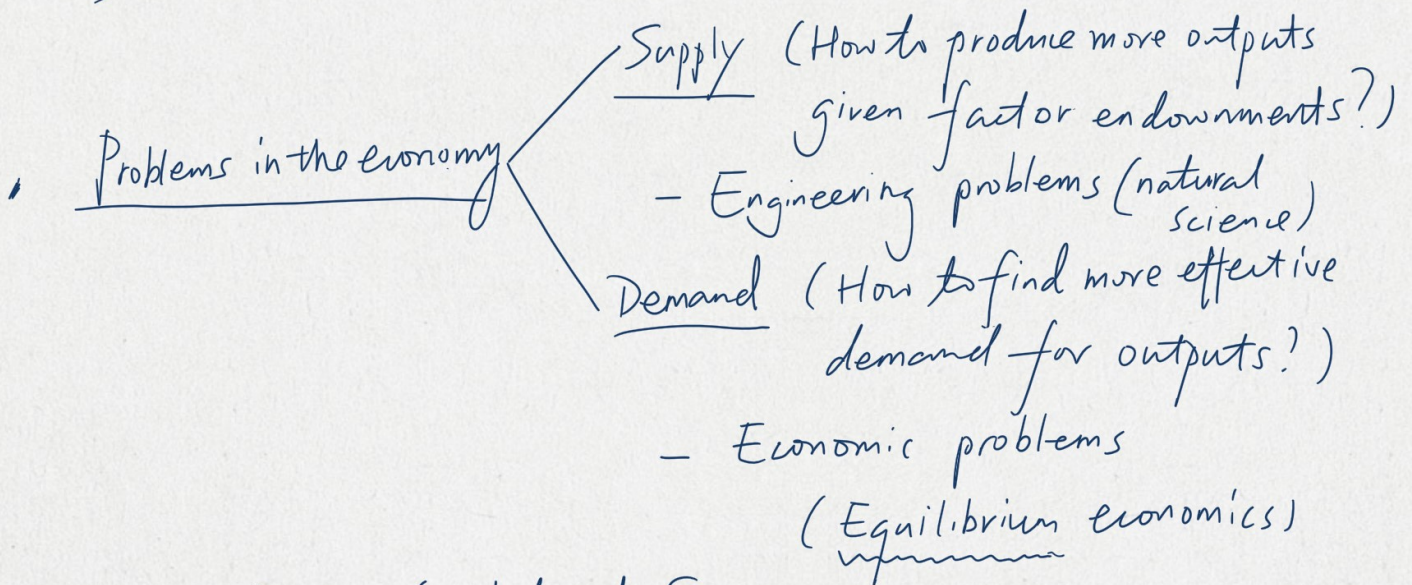 Supply (How to produce more outputs
given factor endownments?)
Problems in the economy
- Engineering problems (natural
science)
Demand (How to find more effective
demand for outputs?)
- Economic problems
(Equilibrium economics)